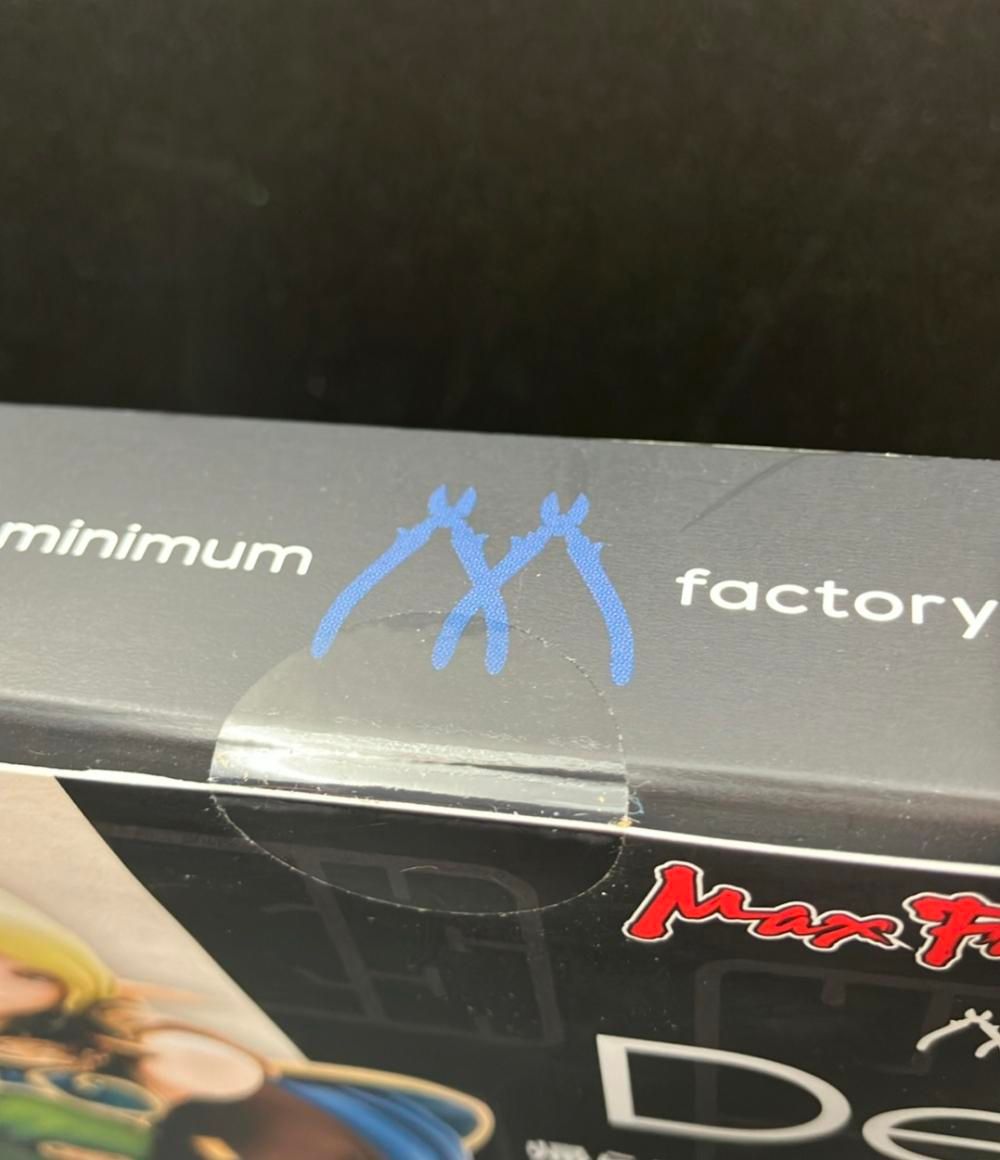 minimum factory
Max Fa
De